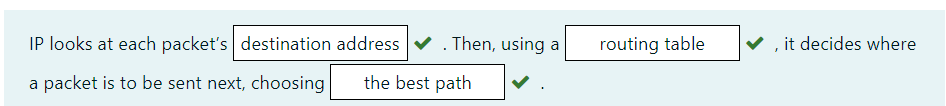 IP looks at each packet's destination address . Then, using a routing table , it decides where
a packet is to be sent next, choosing the best path .